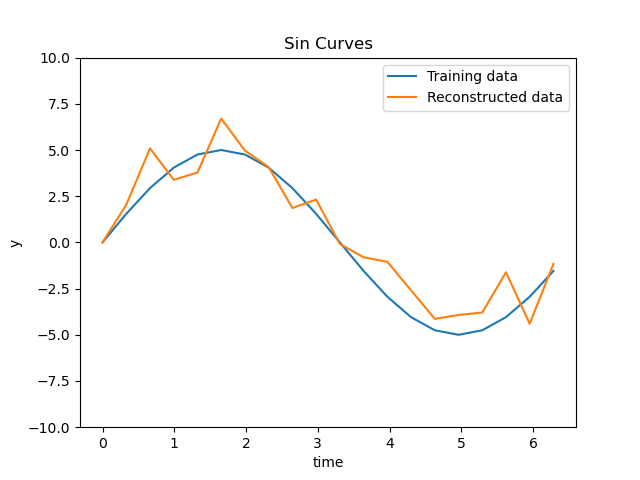 Sin Curves
Training data
Reconstructed data
10.0
7.5
5.0
2.5
0.0
−2.5
−5.0
−7.5
−10.0
y
0 1 2 3 4 5 6
time